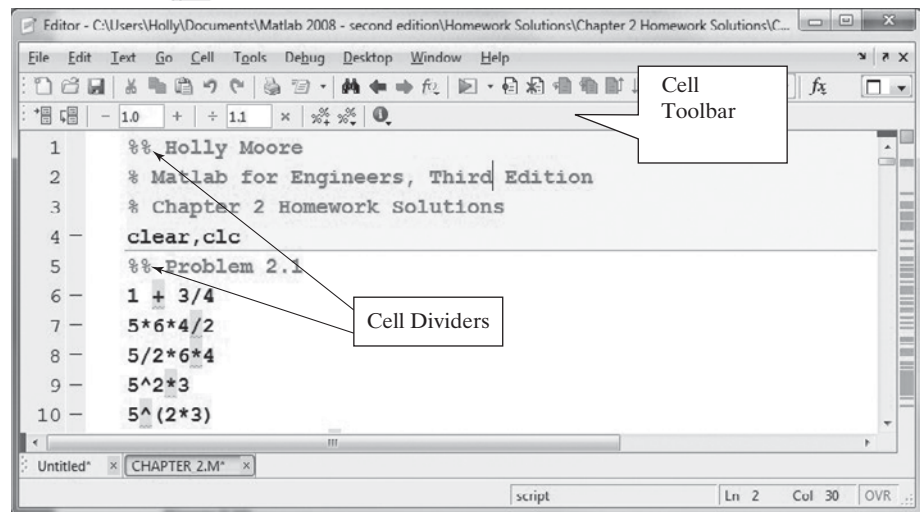 Editor - C:\Users\Holly\Documents\Matlab 2008 - second edition\Homework Solutions\Chapter 2 Homework Solutions\C...
File Edit Text Go Cell Tools Debug Desktop Window Help
Cell
Toolbar
fx
- 1.0 + ÷ 1.1 ×
1 %% Holly Moore
2 % Matlab for Engineers, Third Edition
3 % Chapter 2 Homework Solutions
4 - clear,clc
5 %% Problem 2.1
6 - 1 + 3/4
7 - 5*6*4/2
8 - 5/2*6*4
9 - 5^2*3
10 - 5^(2*3)
Cell Dividers
Untitled* × CHAPTER 2.M* ×
script Ln 2 Col 30 OVR